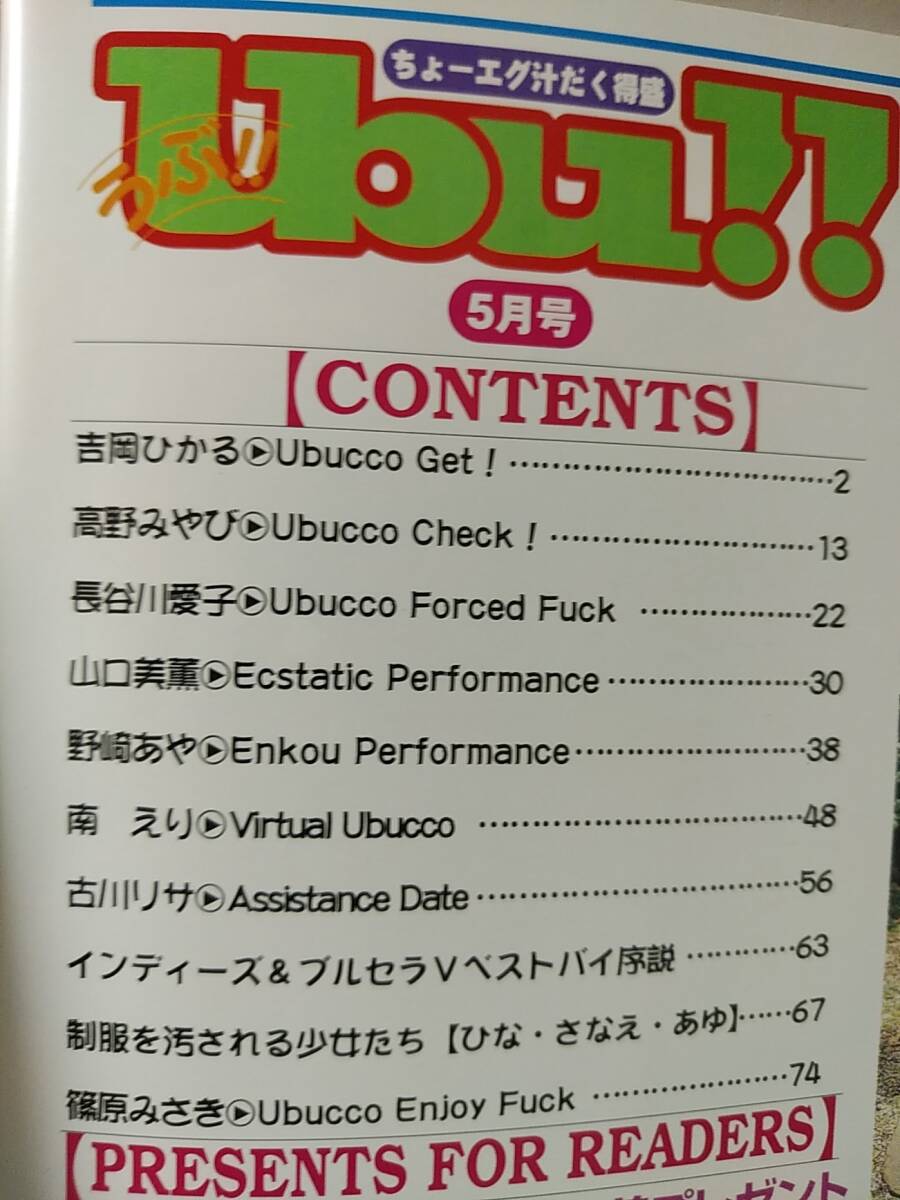 ちょーエグ汁だく得盛
Ubu!!
うぶ!!
5月号
【CONTENTS】
吉岡ひかる▶Ubucco Get！………………………………2
高野みやび▶Ubucco Check！…………………………13
長谷川愛子▶Ubucco Forced Fuck …………………22
山口美薫▶Ecstatic Performance……………………30
野崎あや▶Enkou Performance………………………38
南　えり▶Virtual Ubucco ………………………………48
古川リサ▶Assistance Date………………………………56
インディーズ＆ブルセラVベストバイ序説 …………63
制服を汚される少女たち【ひな・さなえ・あゆ】……67
篠原みさき▶Ubucco Enjoy Fuck ……………………74
【PRESENTS FOR READERS】
プレゼント